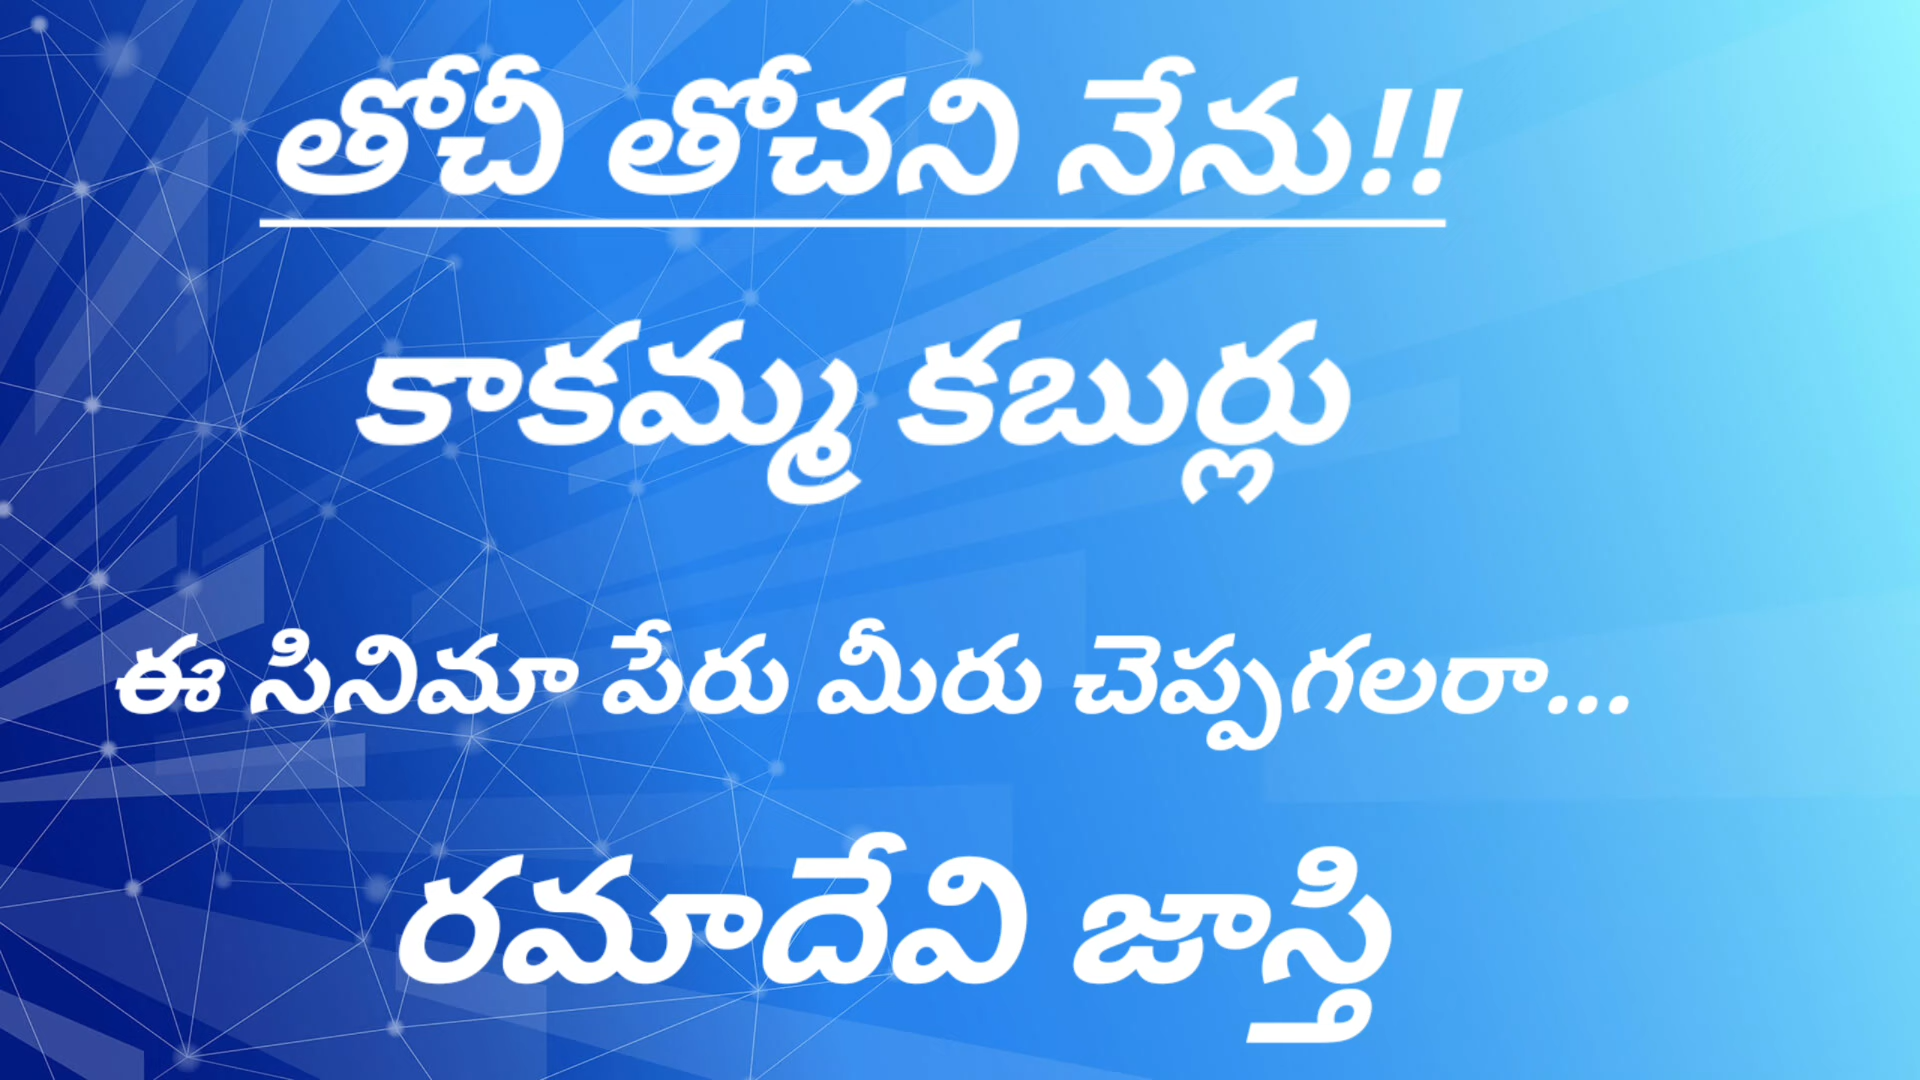 తోచీ తోచని నేను!!
కాకమ్మ కబుర్లు
ఈ సినిమా పేరు మీరు చెప్పగలరా...
రమాదేవి జాస్తి